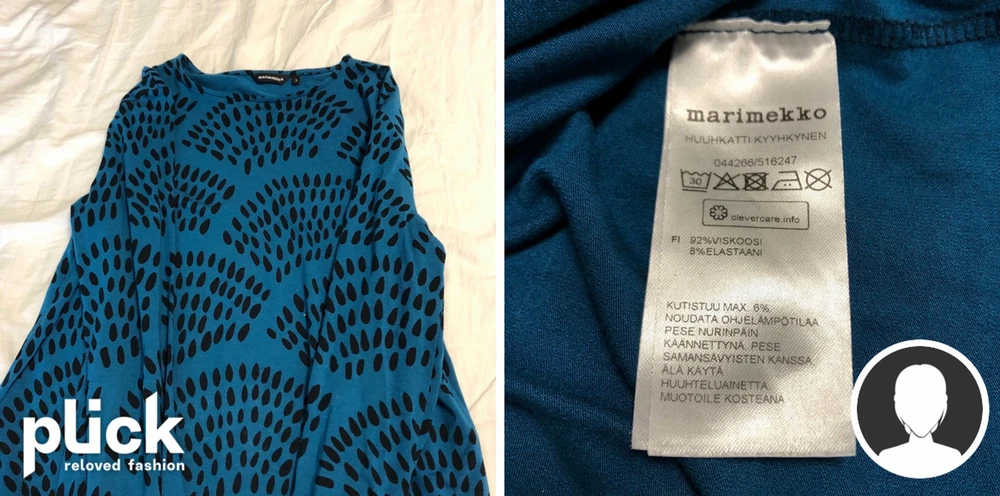 marimekko
plick
reloved fashion
marimekko
HUUHKATTI KYYHKYNEN
044266/516247
30
clevercare.info
FI 92%VISKOOSI
8%ELASTAANI
KUTISTUU MAX. 6%
NOUDATA OHJELÄMPÖTILAA
PESE NURINPÄIN
KÄÄNNETTYNÄ. PESE
SAMANSÄVYISTEN KANSSA.
ÄLÄ KÄYTÄ
HUUHTELUAINETTA.
MUOTOILE KOSTEANA